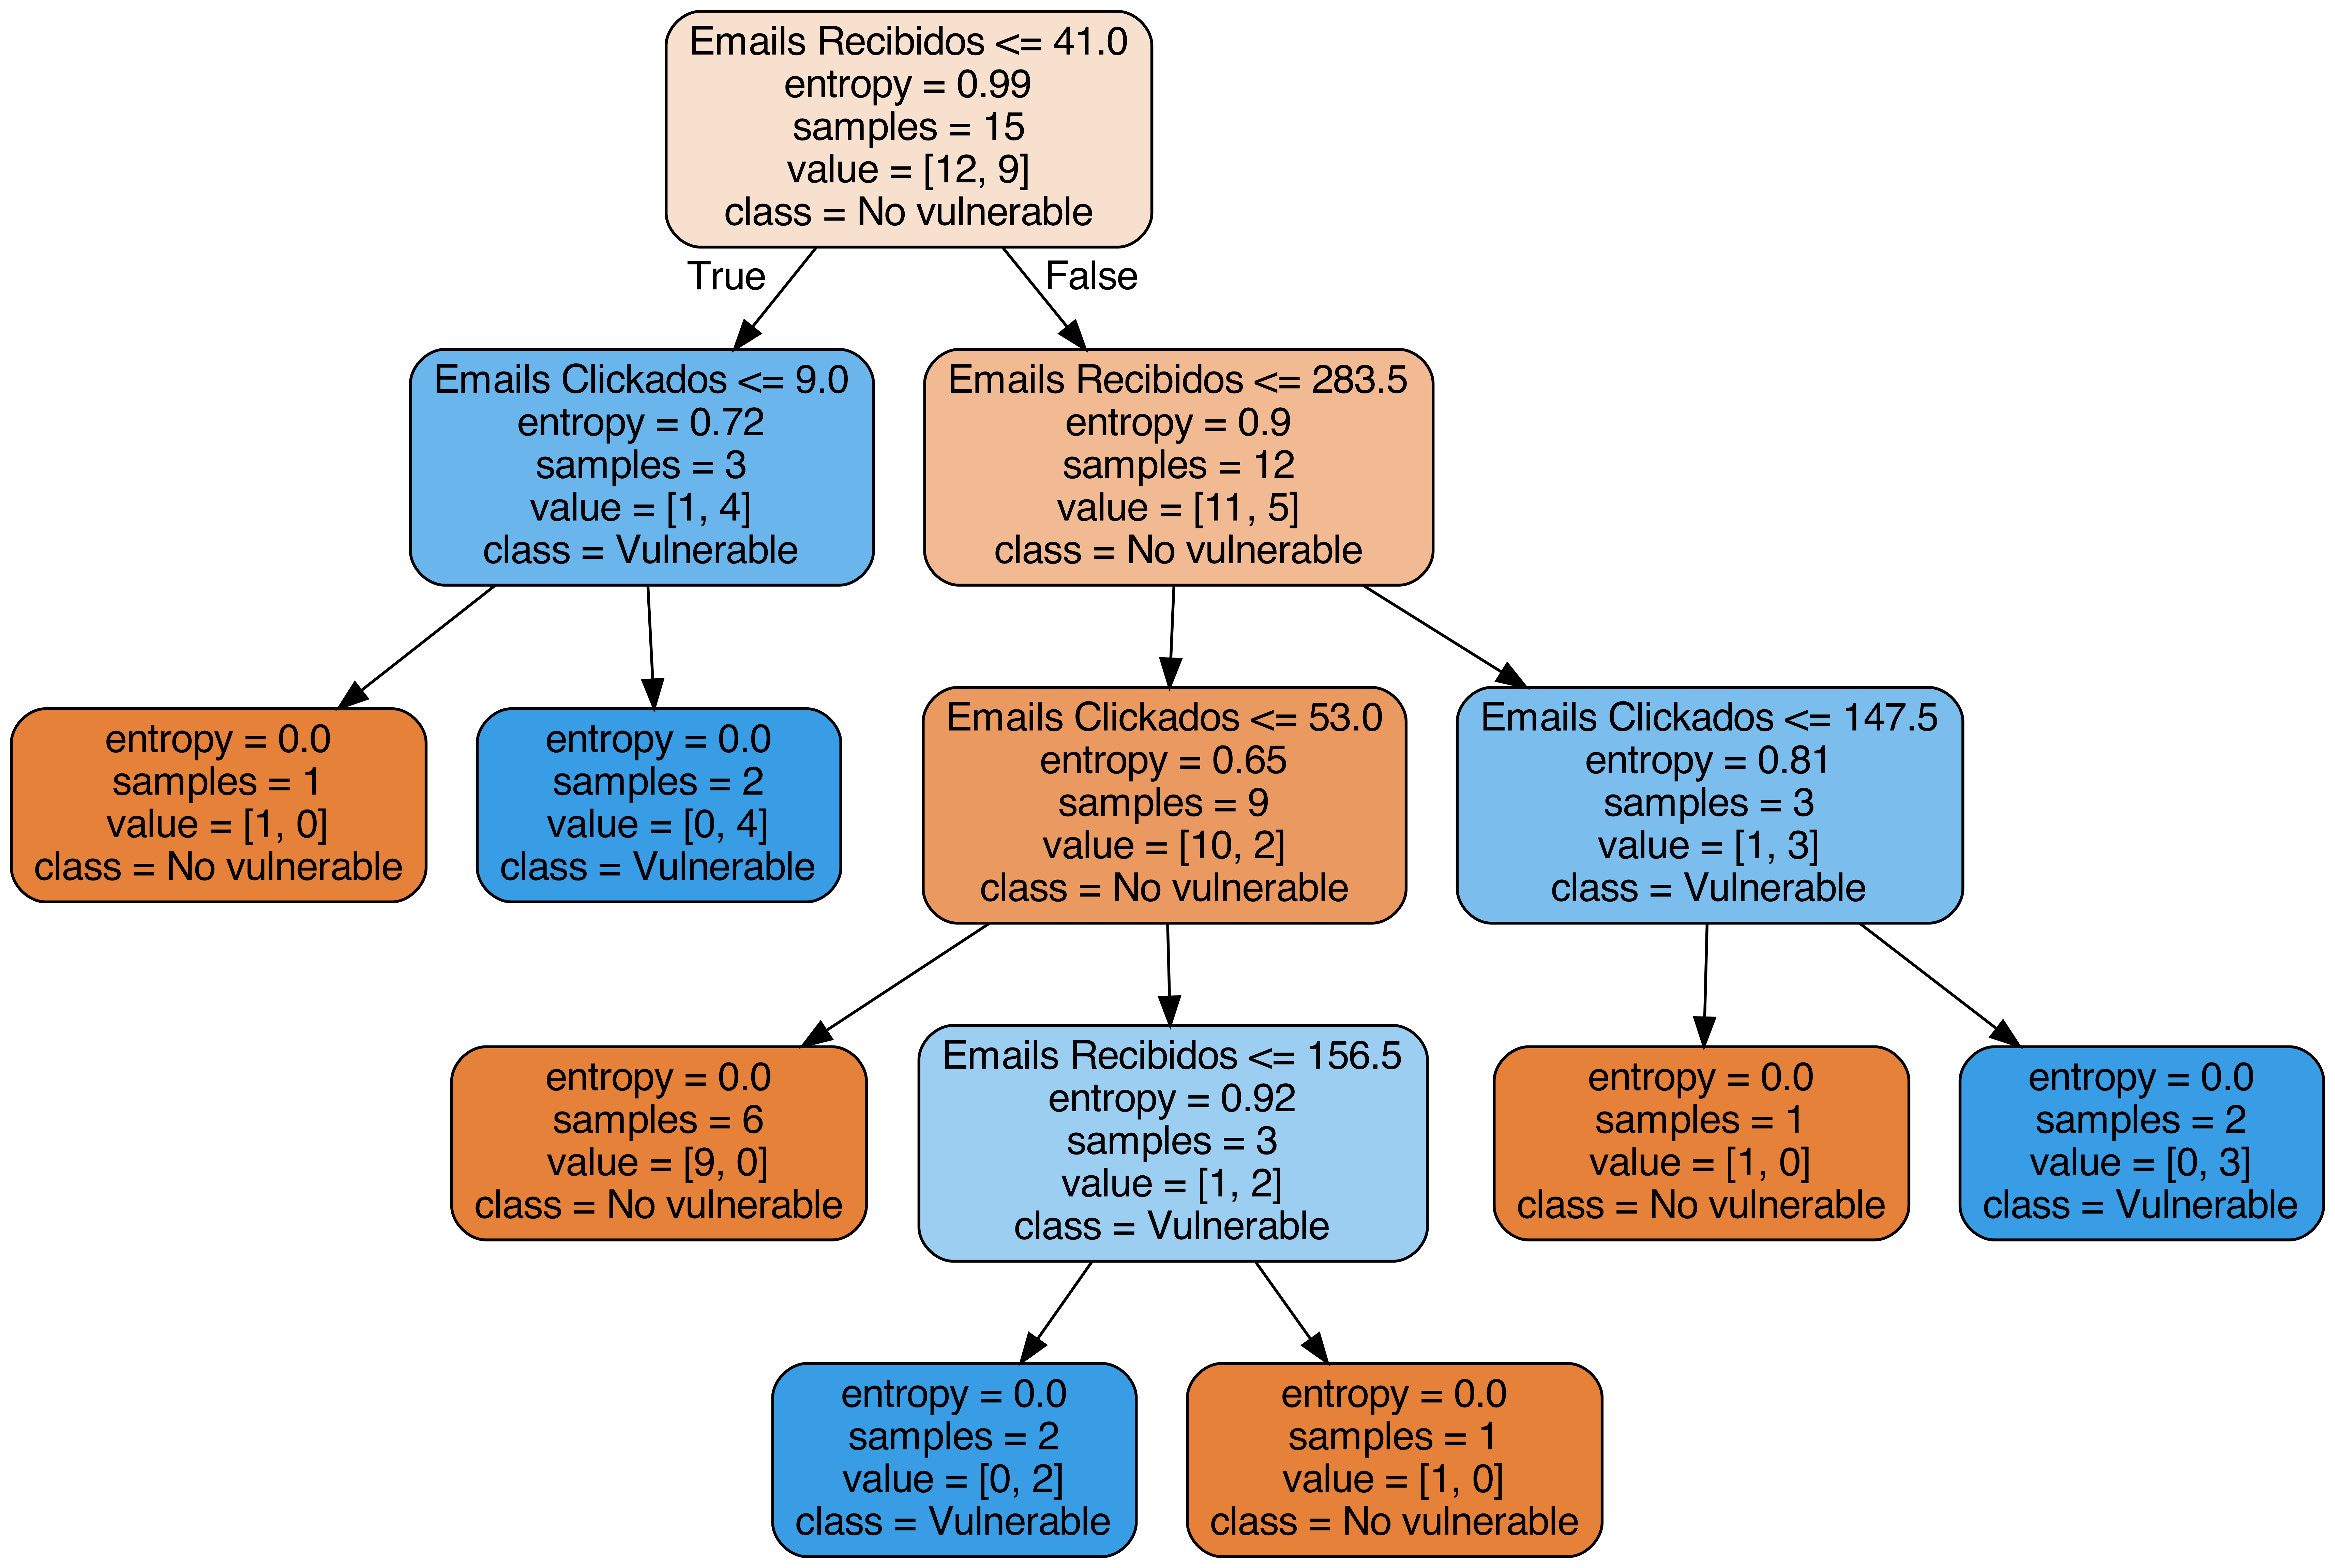 Emails Recibidos <= 41.0
entropy = 0.99
samples = 15
value = [12, 9]
class = No vulnerable
True
False
Emails Clickados <= 9.0
entropy = 0.72
samples = 3
value = [1, 4]
class = Vulnerable
Emails Recibidos <= 283.5
entropy = 0.9
samples = 12
value = [11, 5]
class = No vulnerable
entropy = 0.0
samples = 1
value = [1, 0]
class = No vulnerable
entropy = 0.0
samples = 2
value = [0, 4]
class = Vulnerable
Emails Clickados <= 53.0
entropy = 0.65
samples = 9
value = [10, 2]
class = No vulnerable
Emails Clickados <= 147.5
entropy = 0.81
samples = 3
value = [1, 3]
class = Vulnerable
entropy = 0.0
samples = 6
value = [9, 0]
class = No vulnerable
Emails Recibidos <= 156.5
entropy = 0.92
samples = 3
value = [1, 2]
class = Vulnerable
entropy = 0.0
samples = 1
value = [1, 0]
class = No vulnerable
entropy = 0.0
samples = 2
value = [0, 3]
class = Vulnerable
entropy = 0.0
samples = 2
value = [0, 2]
class = Vulnerable
entropy = 0.0
samples = 1
value = [1, 0]
class = No vulnerable